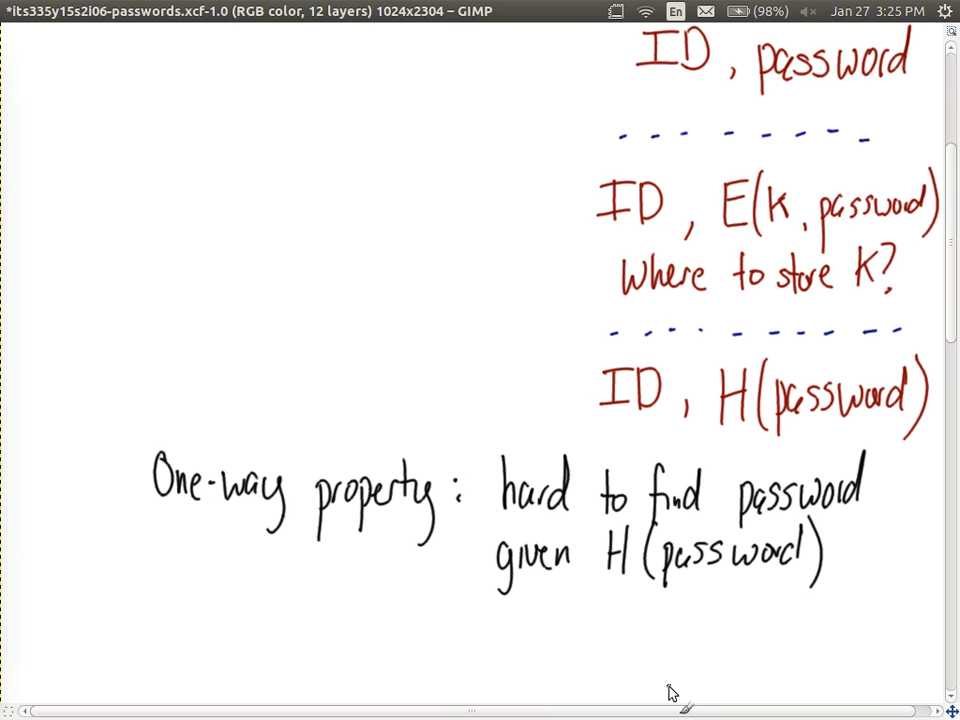 *its335y15s2i06-passwords.xcf-1.0 (RGB color, 12 layers) 1024x2304 – GIMP En (98%) Jan 27 3:25 PM
ID, password
ID, E(K, password)
Where to store K?
ID, H(password)
One-way property: hard to find password
given H(password)